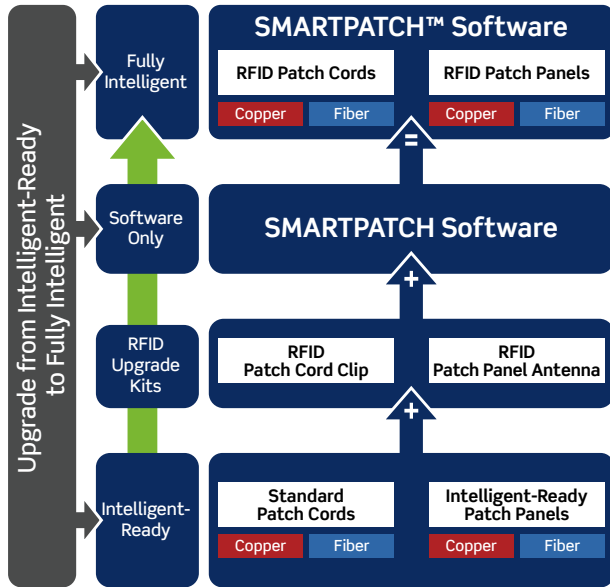 Upgrade from Intelligent-Ready
to Fully Intelligent
Fully
Intelligent
SMARTPATCH™ Software
RFID Patch Cords
RFID Patch Panels
Copper
Fiber
Copper
Fiber
=
Software
Only
SMARTPATCH Software
+
RFID
Upgrade
Kits
RFID
Patch Cord Clip
RFID
Patch Panel Antenna
+
Intelligent-
Ready
Standard
Patch Cords
Intelligent-Ready
Patch Panels
Copper
Fiber
Copper
Fiber